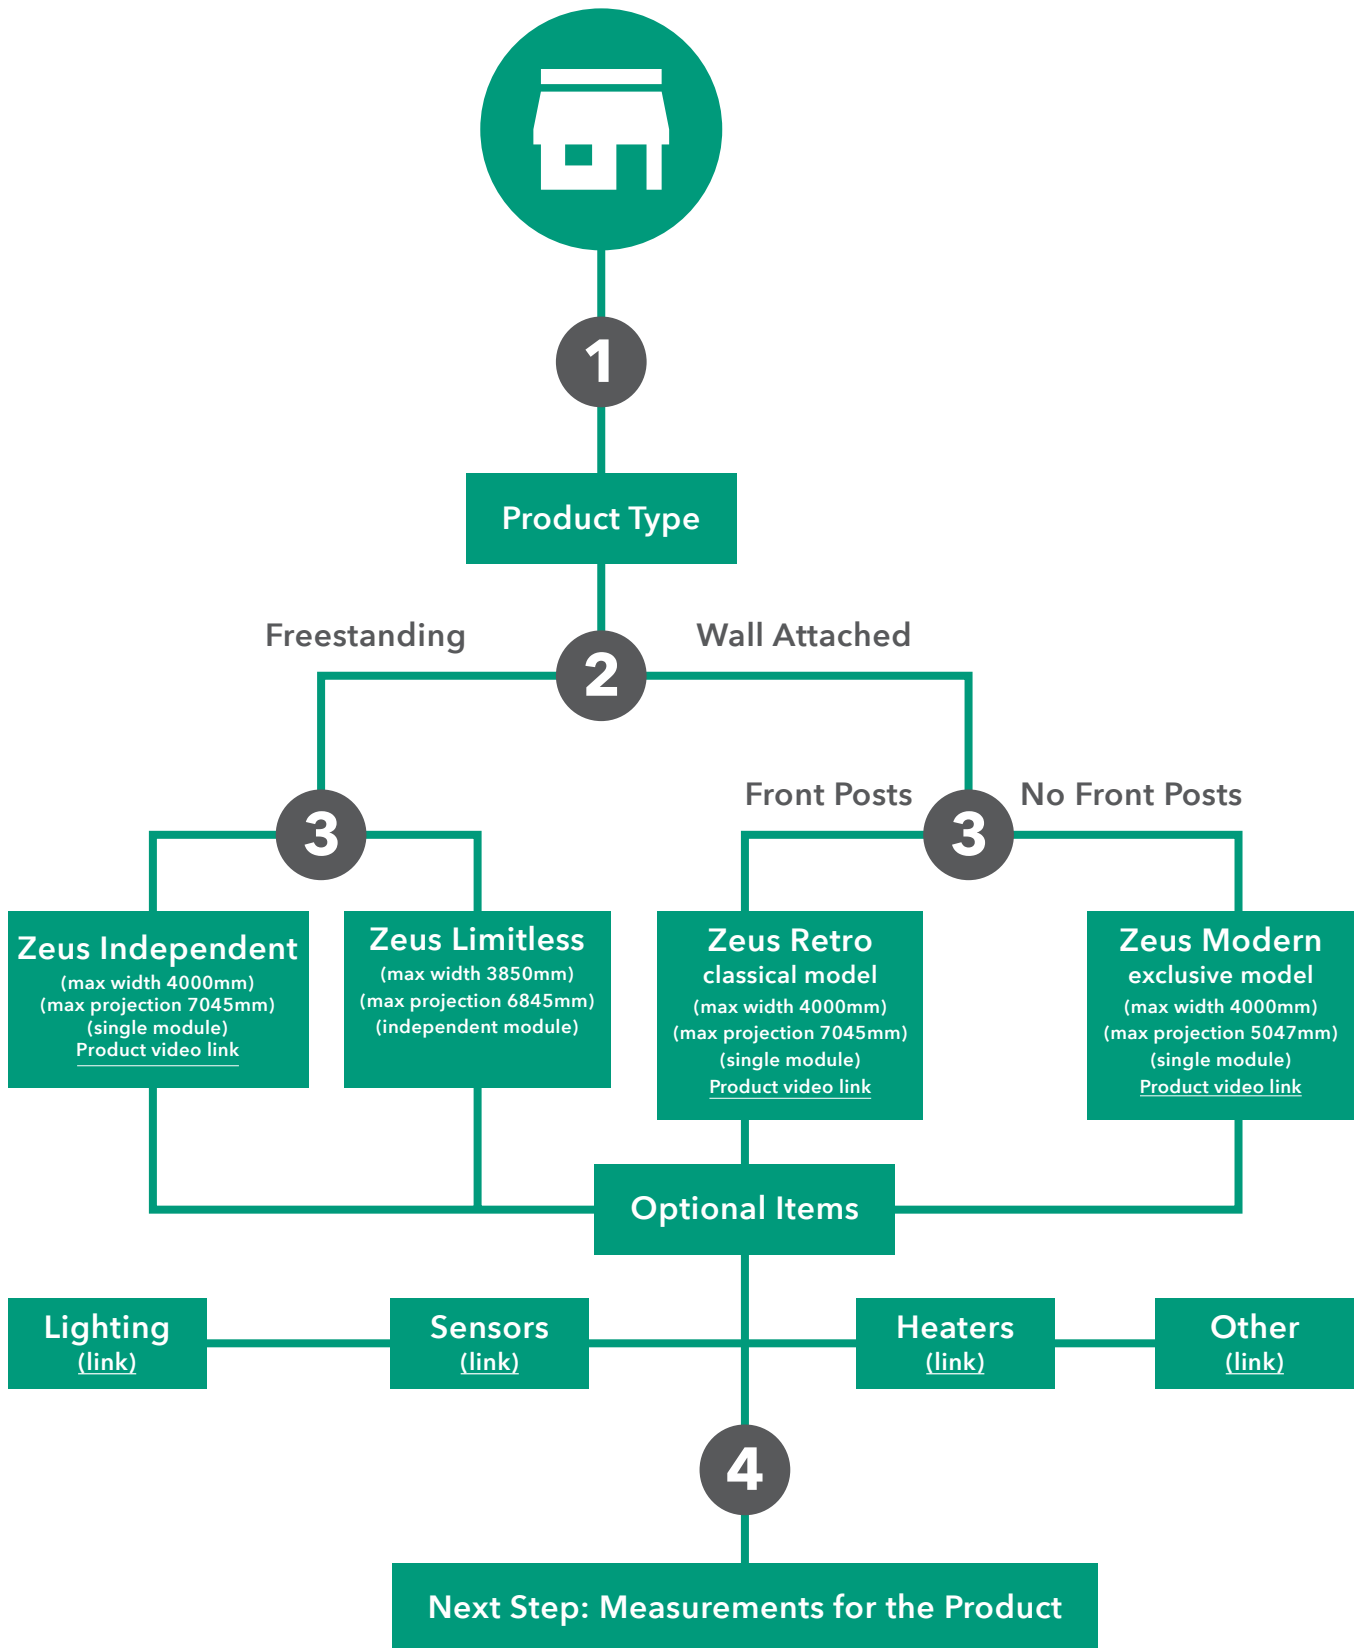 1
Product Type
Freestanding
Wall Attached
2
Front Posts
No Front Posts
3
3
Zeus Independent
(max width 4000mm)
(max projection 7045mm)
(single module)
Product video link
Zeus Limitless
(max width 3850mm)
(max projection 6845mm)
(independent module)
Zeus Retro
classical model
(max width 4000mm)
(max projection 7045mm)
(single module)
Product video link
Zeus Modern
exclusive model
(max width 4000mm)
(max projection 5047mm)
(single module)
Product video link
Optional Items
Lighting
(link)
Sensors
(link)
Heaters
(link)
Other
(link)
4
Next Step: Measurements for the Product